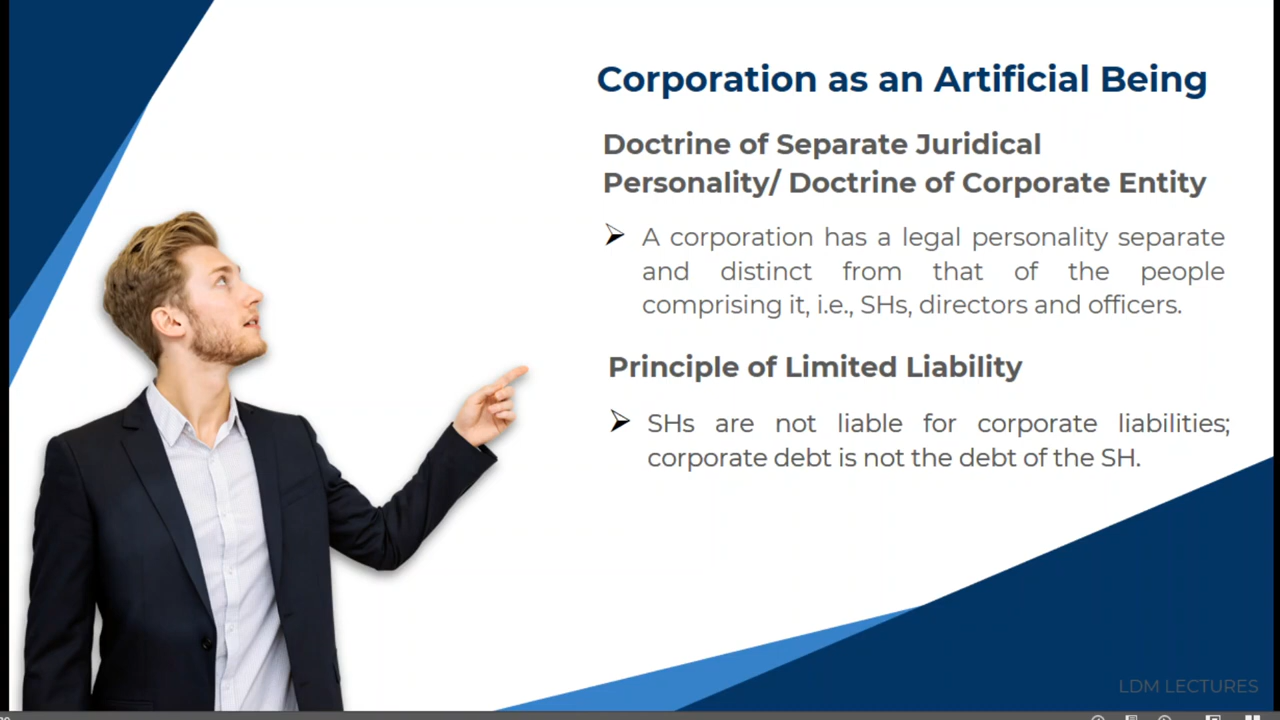 Corporation as an Artificial Being
Doctrine of Separate Juridical
Personality/ Doctrine of Corporate Entity
A corporation has a legal personality separate
and distinct from that of the people
comprising it, i.e., SHs, directors and officers.
Principle of Limited Liability
SHs are not liable for corporate liabilities;
corporate debt is not the debt of the SH.
LDM LECTURES